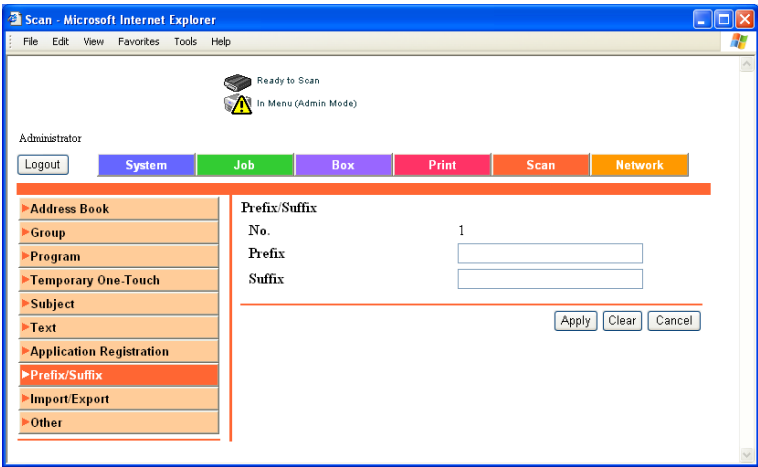 Scan - Microsoft Internet Explorer
File Edit View Favorites Tools Help
Ready to Scan
In Menu (Admin Mode)
Administrator
Logout System Job Box Print Scan Network
Address Book
Group
Program
Temporary One-Touch
Subject
Text
Application Registration
Prefix/Suffix
Import/Export
Other
Prefix/Suffix
No. 1
Prefix
Suffix
Apply Clear Cancel